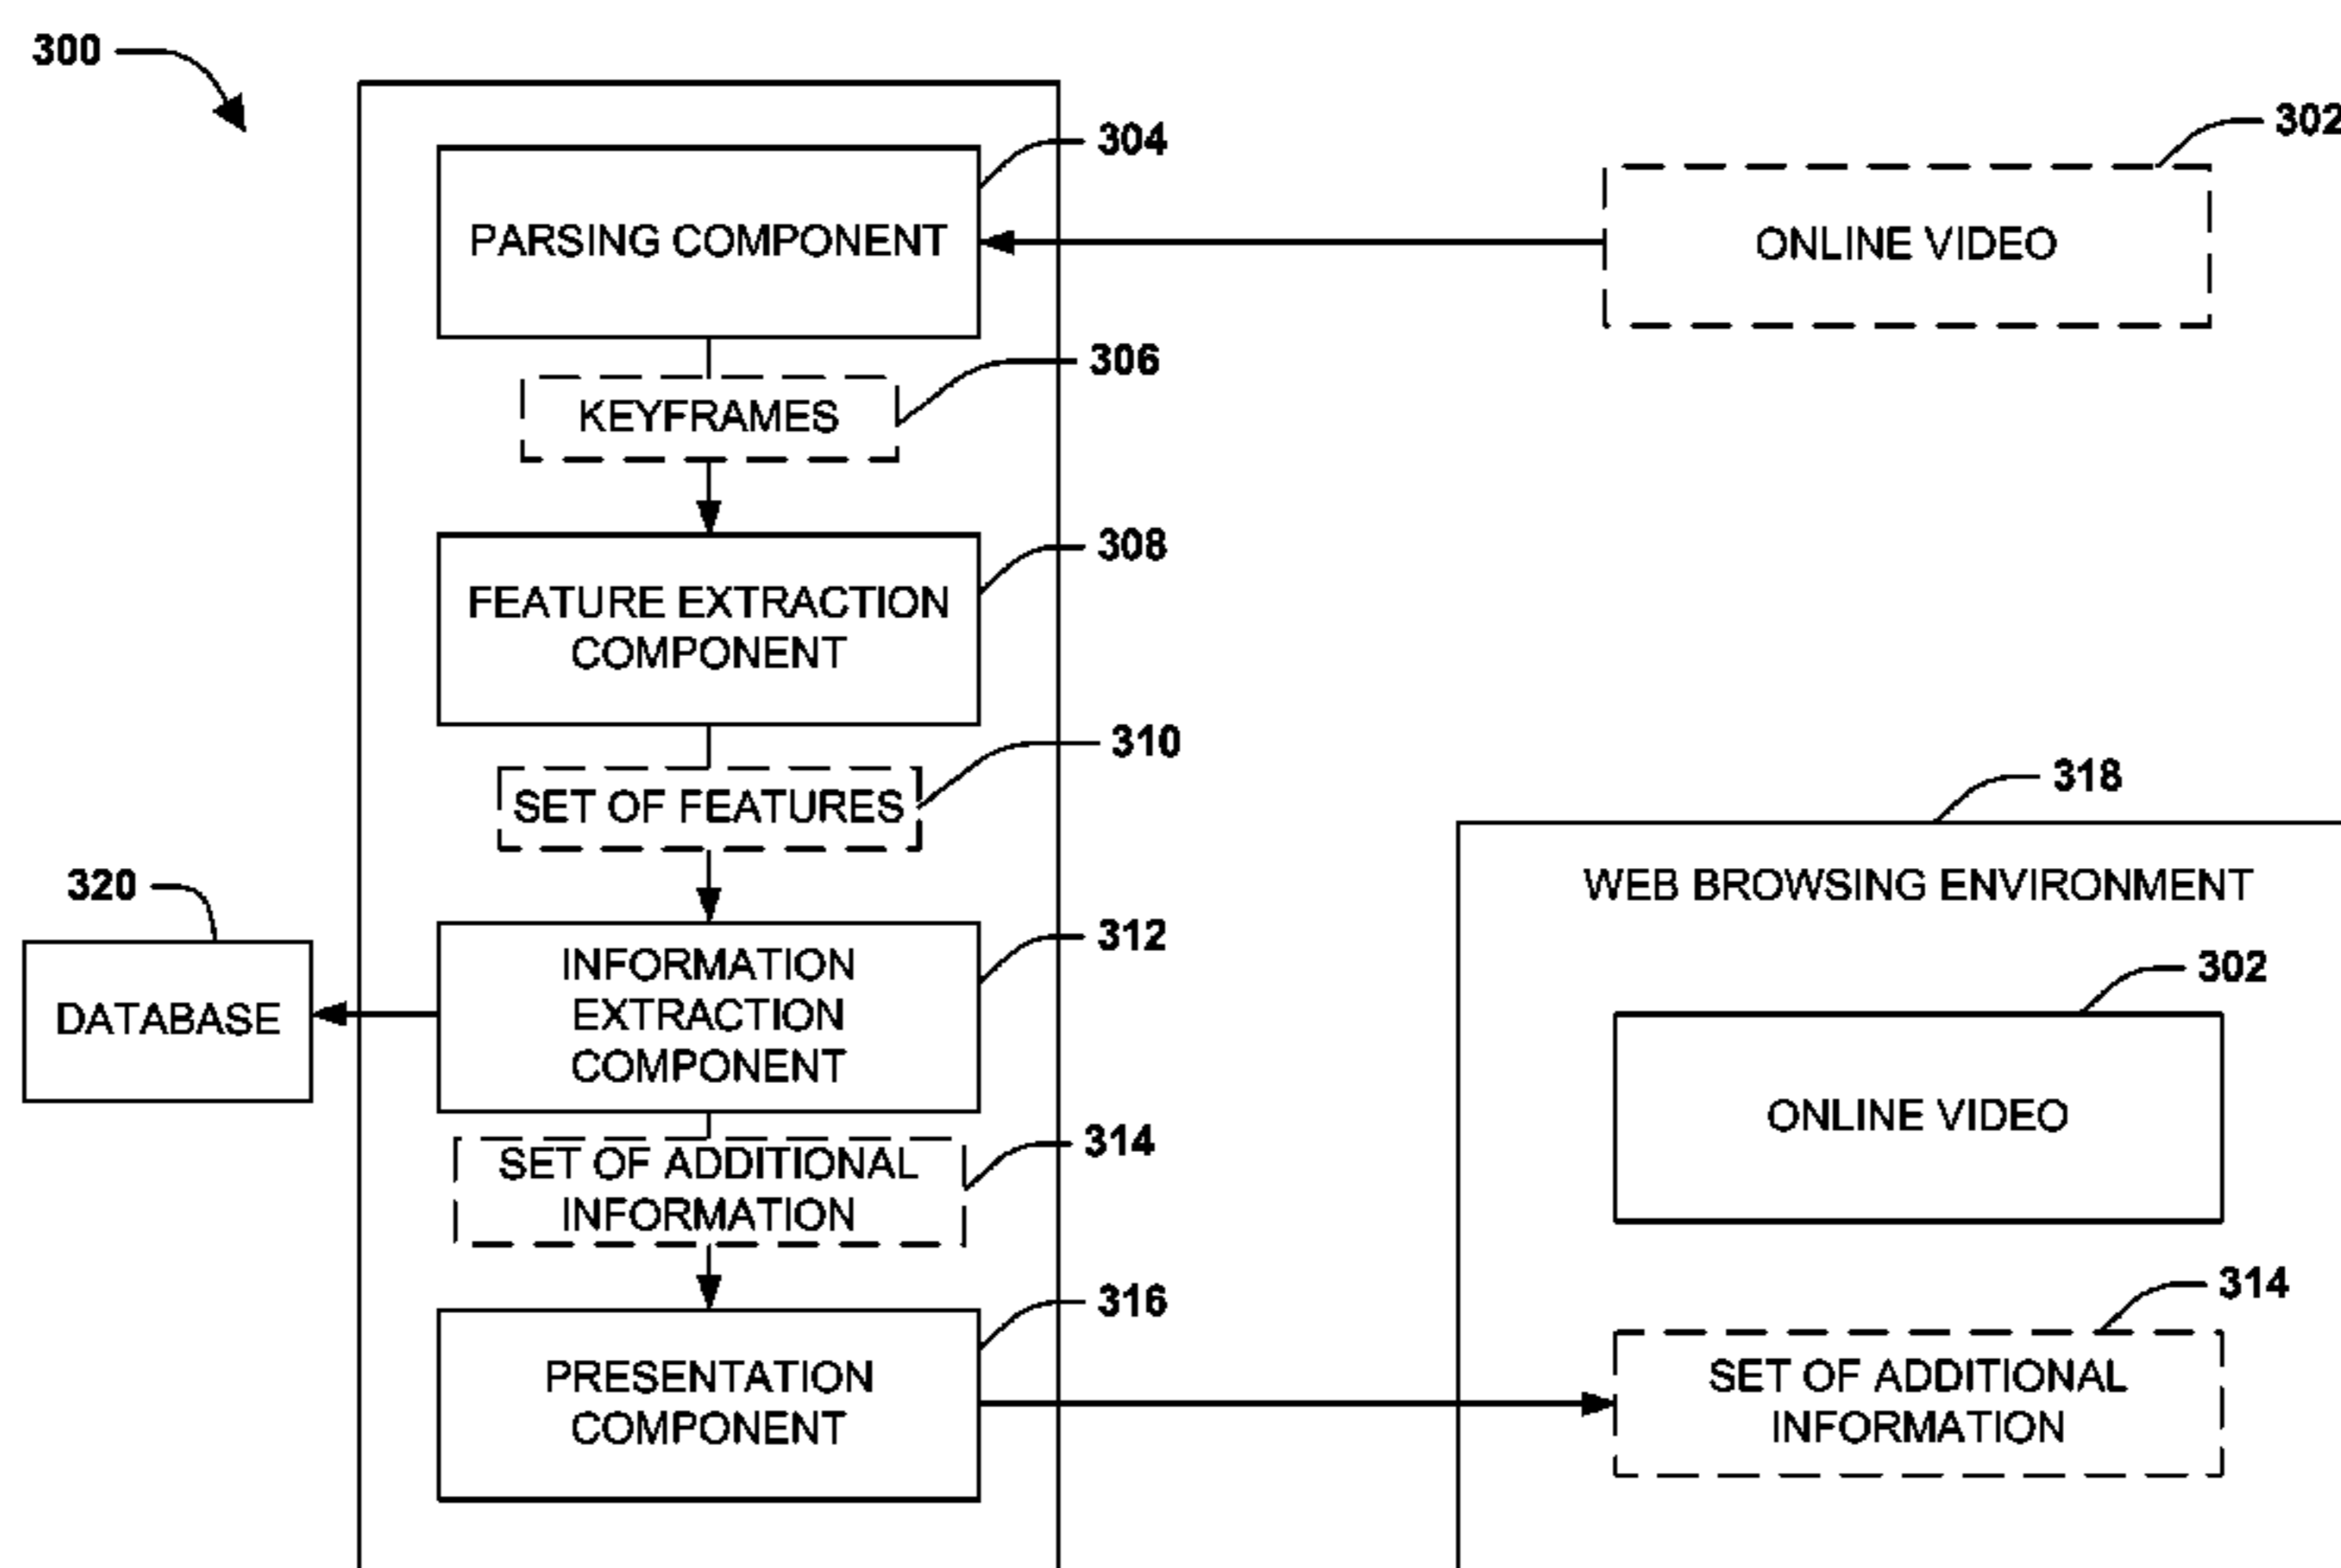 300
304
302
PARSING COMPONENT
ONLINE VIDEO
306
KEYFRAMES
308
FEATURE EXTRACTION
COMPONENT
310
SET OF FEATURES
318
WEB BROWSING ENVIRONMENT
320
DATABASE
312
INFORMATION
EXTRACTION
COMPONENT
302
ONLINE VIDEO
314
SET OF ADDITIONAL
INFORMATION
316
PRESENTATION
COMPONENT
314
SET OF ADDITIONAL
INFORMATION